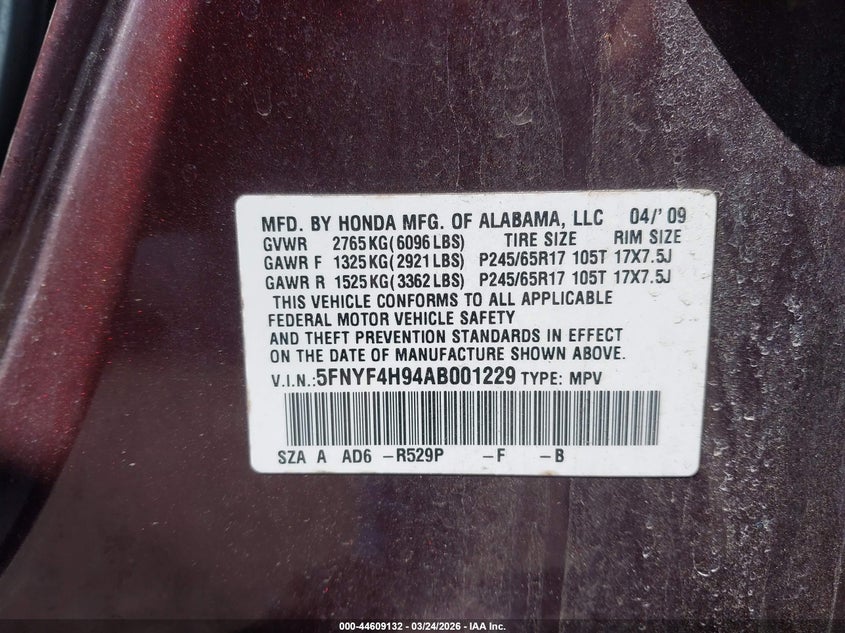 MFD. BY HONDA MFG. OF ALABAMA, LLC 04/' 09
GVWR 2765KG(6096LBS) TIRE SIZE RIM SIZE
GAWR F 1325KG(2921 LBS) P245/65R17 105T 17X7.5J
GAWR R 1525KG(3362LBS) P245/65R17 105T 17X7.5J
THIS VEHICLE CONFORMS TO ALL APPLICABLE
FEDERAL MOTOR VEHICLE SAFETY
AND THEFT PREVENTION STANDARDS IN EFFECT
ON THE DATE OF MANUFACTURE SHOWN ABOVE.
V.I.N.:5FNYF4H94AB001229 TYPE: MPV
SZA A AD6 -R529P -F -B
000-44609132 - 03/24/2026 - IAA Inc.